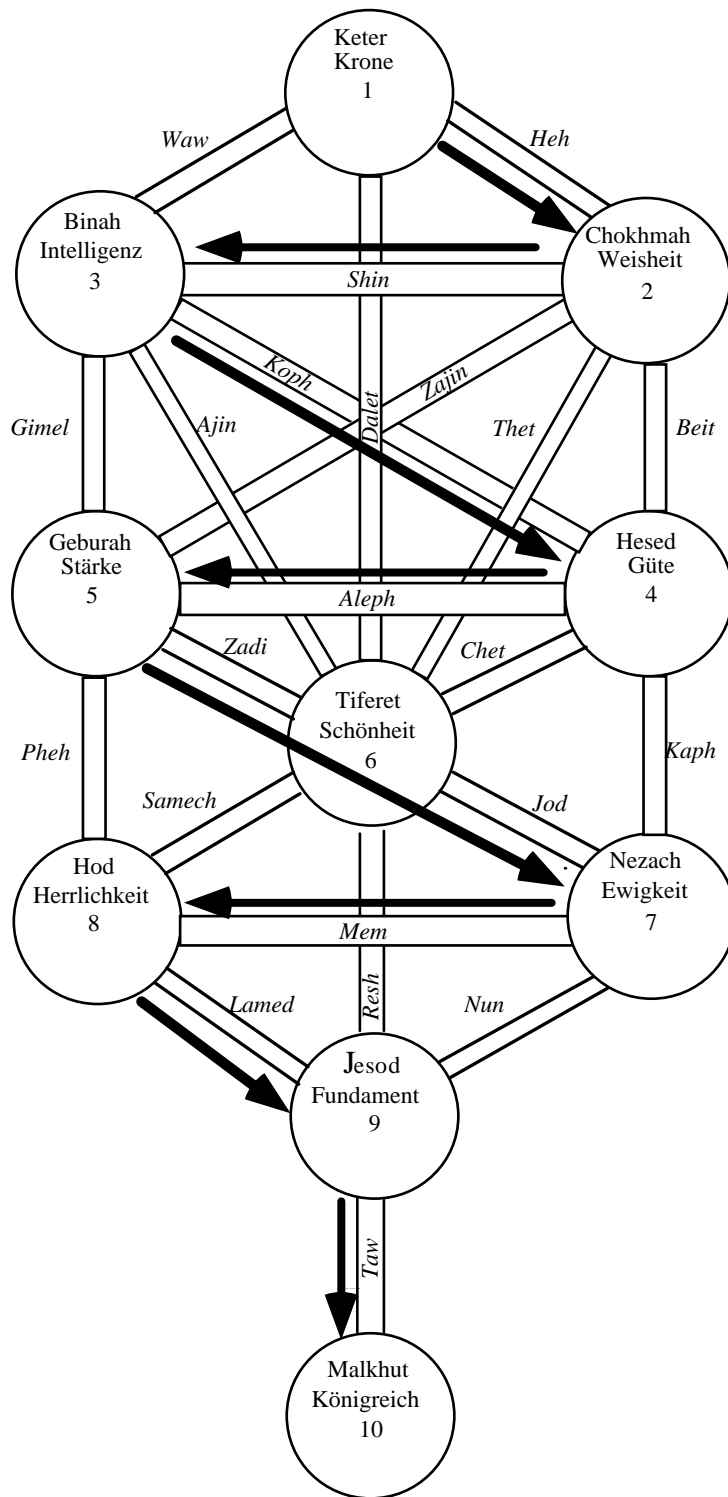 Keter
Krone
1
Waw
Heh
Binah
Intelligenz
3
Chokhmah
Weisheit
2
Shin
Koph
Zajin
Dalet
Gimel
Ajin
Thet
Beit
Geburah
Stärke
5
Hesed
Güte
4
Aleph
Zadi
Chet
Tiferet
Schönheit
6
Pheh
Kaph
Samech
Jod
Hod
Herrlichkeit
8
Nezach
Ewigkeit
7
Mem
Lamed
Resh
Nun
Jesod
Fundament
9
Taw
Malkhut
Königreich
10